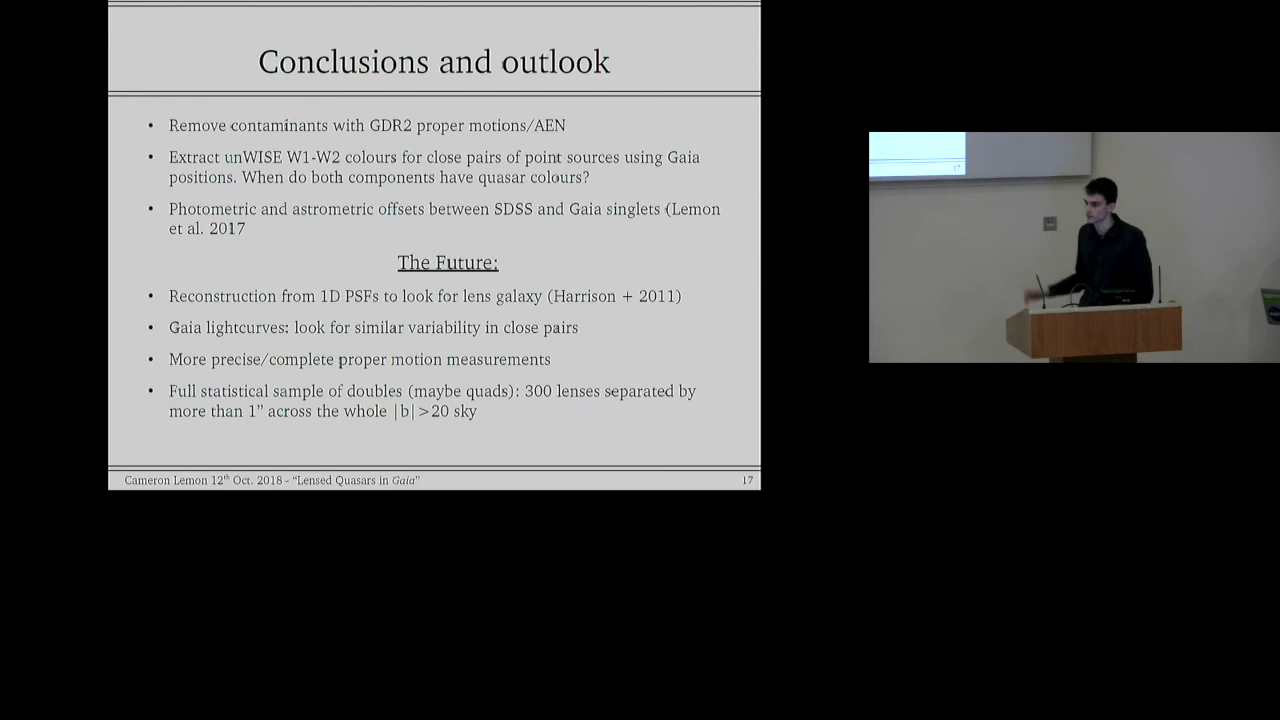 Conclusions and outlook
• Remove contaminants with GDR2 proper motions/AEN
• Extract unWISE W1-W2 colours for close pairs of point sources using Gaia
positions. When do both components have quasar colours?
• Photometric and astrometric offsets between SDSS and Gaia singlets (Lemon
et al. 2017
The Future:
• Reconstruction from 1D PSFs to look for lens galaxy (Harrison + 2011)
• Gaia lightcurves: look for similar variability in close pairs
• More precise/complete proper motion measurements
• Full statistical sample of doubles (maybe quads): 300 lenses separated by
more than 1” across the whole |b|>20 sky
Cameron Lemon 12th Oct. 2018 – “Lensed Quasars in Gaia”
17
17